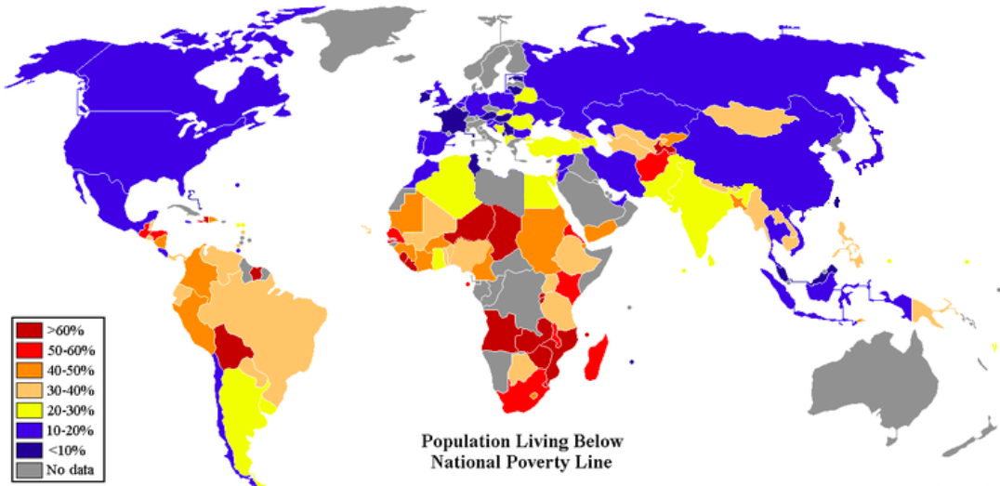 >60%
50-60%
40-50%
30-40%
20-30%
10-20%
<10%
No data
Population Living Below
National Poverty Line